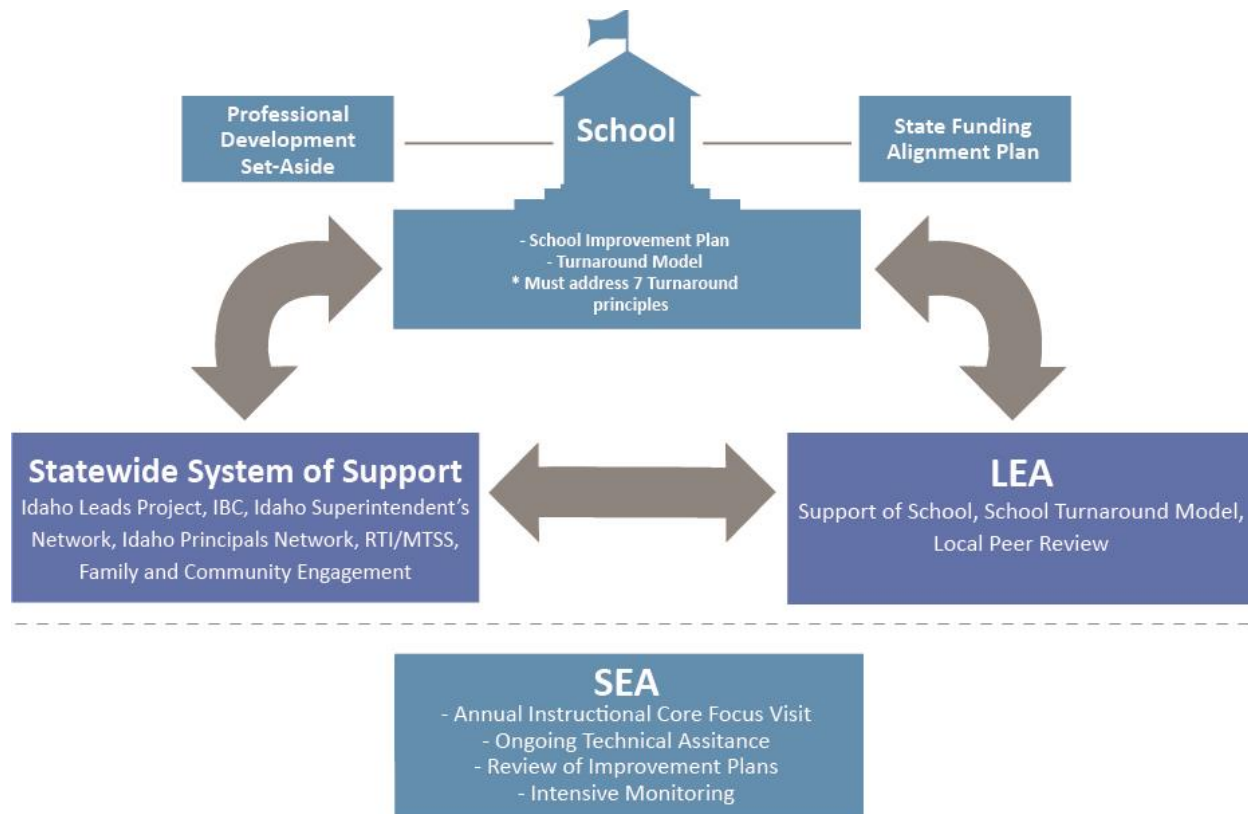 Professional
Development
Set-Aside
School
State Funding
Alignment Plan
- School Improvement Plan
- Turnaround Model
* Must address 7 Turnaround
principles
Statewide System of Support
Idaho Leads Project, IBC, Idaho Superintendent’s
Network, Idaho Principals Network, RTI/MTSS,
Family and Community Engagement
LEA
Support of School, School Turnaround Model,
Local Peer Review
SEA
- Annual Instructional Core Focus Visit
- Ongoing Technical Assitance
- Review of Improvement Plans
- Intensive Monitoring